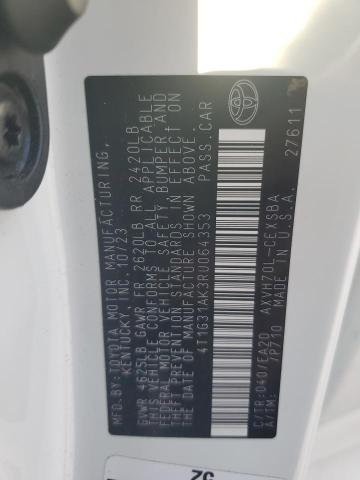 MFD.BY:TOYOTA MOTOR MANUFACTURING,
KENTUCKY, INC. 10/23
GVWR 4625LB GAWR FR 2620LB RR 2420LB
THIS VEHICLE CONFORMS TO ALL APPLICABLE
FEDERAL MOTOR VEHICLE SAFETY, BUMPER AND
THEFT PREVENTION STANDARDS IN EFFECT ON
THE DATE OF MANUFACTURE SHOWN ABOVE.
4T1G31AK3RU064353 PASS.CAR
C/TR:040/EA20 AXVH70L-CEXSBA
A/TM: /P710 MADE IN U.S.A.
27611